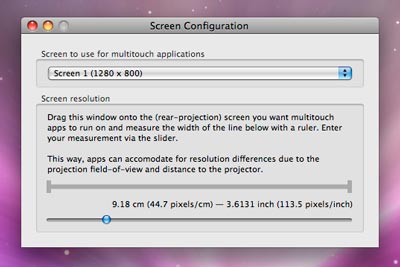 Screen Configuration
Screen to use for multitouch applications
Screen 1 (1280 x 800)
Screen resolution
Drag this window onto the (rear-projection) screen you want multitouch
apps to run on and measure the width of the line below with a ruler. Enter
your measurement via the slider.
This way, apps can accomodate for resolution differences due to the
projection field-of-view and distance to the projector.
9.18 cm (44.7 pixels/cm) — 3.6131 inch (113.5 pixels/inch)